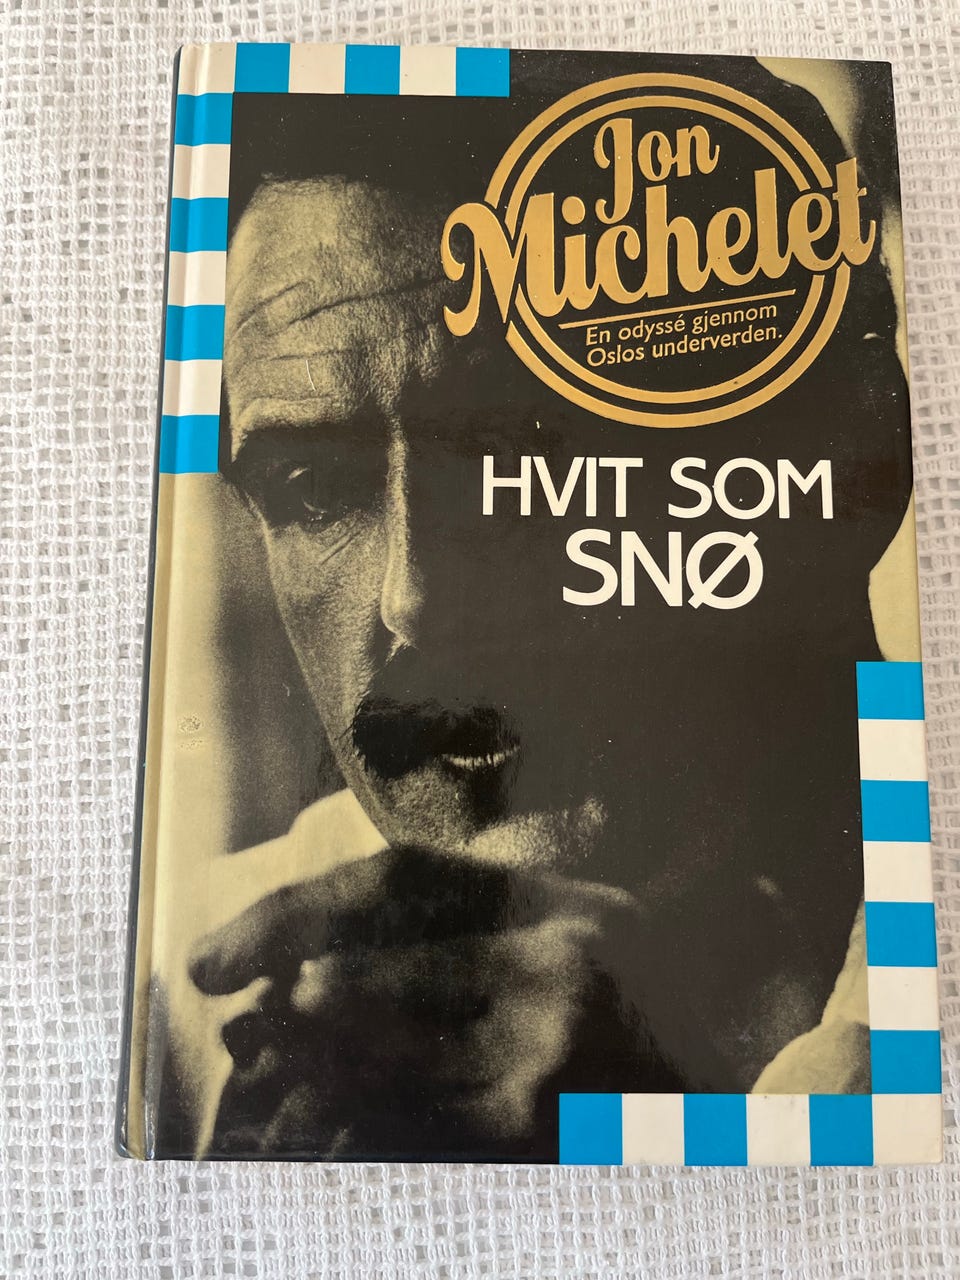 Jon
Michelet
En odyssé gjennom
Oslos underverden.
HVIT SOM
SNØ